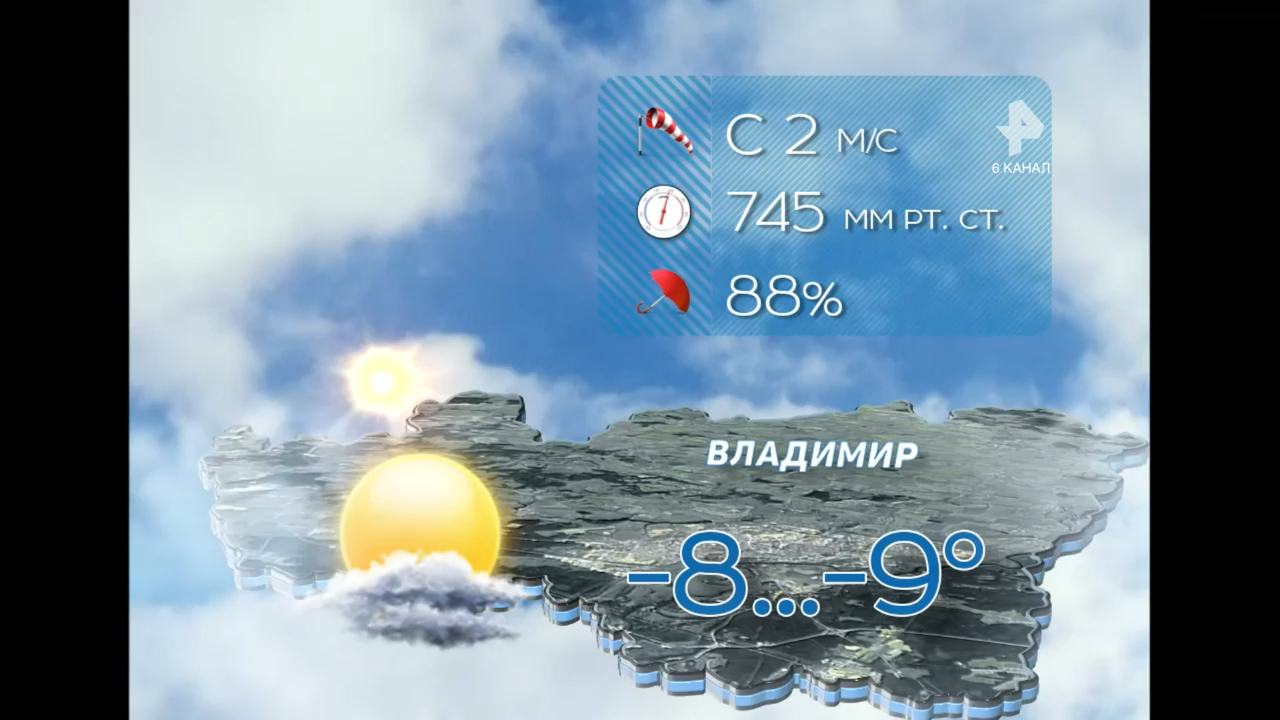 С 2 М/С
6 КАНАЛ
745 ММ РТ. СТ.
88%
ВЛАДИМИР
-8...-9°